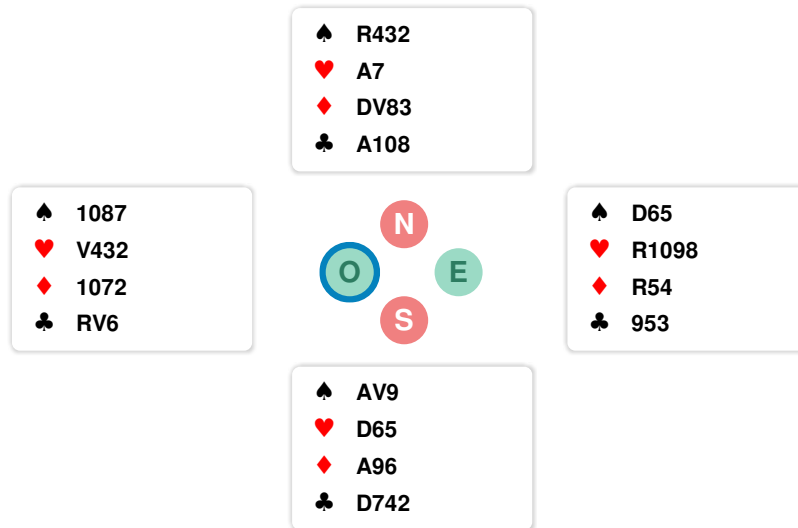 ♠ R432
♥ A7
♦ DV83
♣ A108
♠ 1087
♥ V432
♦ 1072
♣ RV6
N
O E
S
♠ D65
♥ R1098
♦ R54
♣ 953
♠ AV9
♥ D65
♦ A96
♣ D742